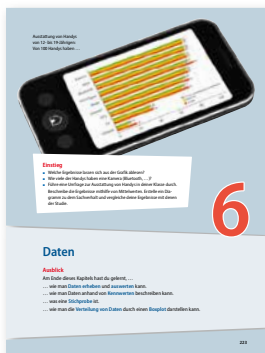 Ausstattung von Handys
von 12- bis 19-Jährigen:
Von 100 Handys haben …
Einstieg
■ Welche Ergebnisse lassen sich aus der Grafik ablesen?
■ Wie viele der Handys haben eine Kamera (Bluetooth, …)?
■ Führe eine Umfrage zur Ausstattung von Handys in deiner Klasse durch.
Beschreibe die Ergebnisse mithilfe von Mittelwerten. Erstelle ein Dia-
gramm zu dem Sachverhalt und vergleiche deine Ergebnisse mit denen
der Studie.
6
Daten
Ausblick
Am Ende dieses Kapitels hast du gelernt, …
… wie man Daten erheben und auswerten kann.
… wie man Daten anhand von Kennwerten beschreiben kann.
… was eine Stichprobe ist.
… wie man die Verteilung von Daten durch einen Boxplot darstellen kann.
223